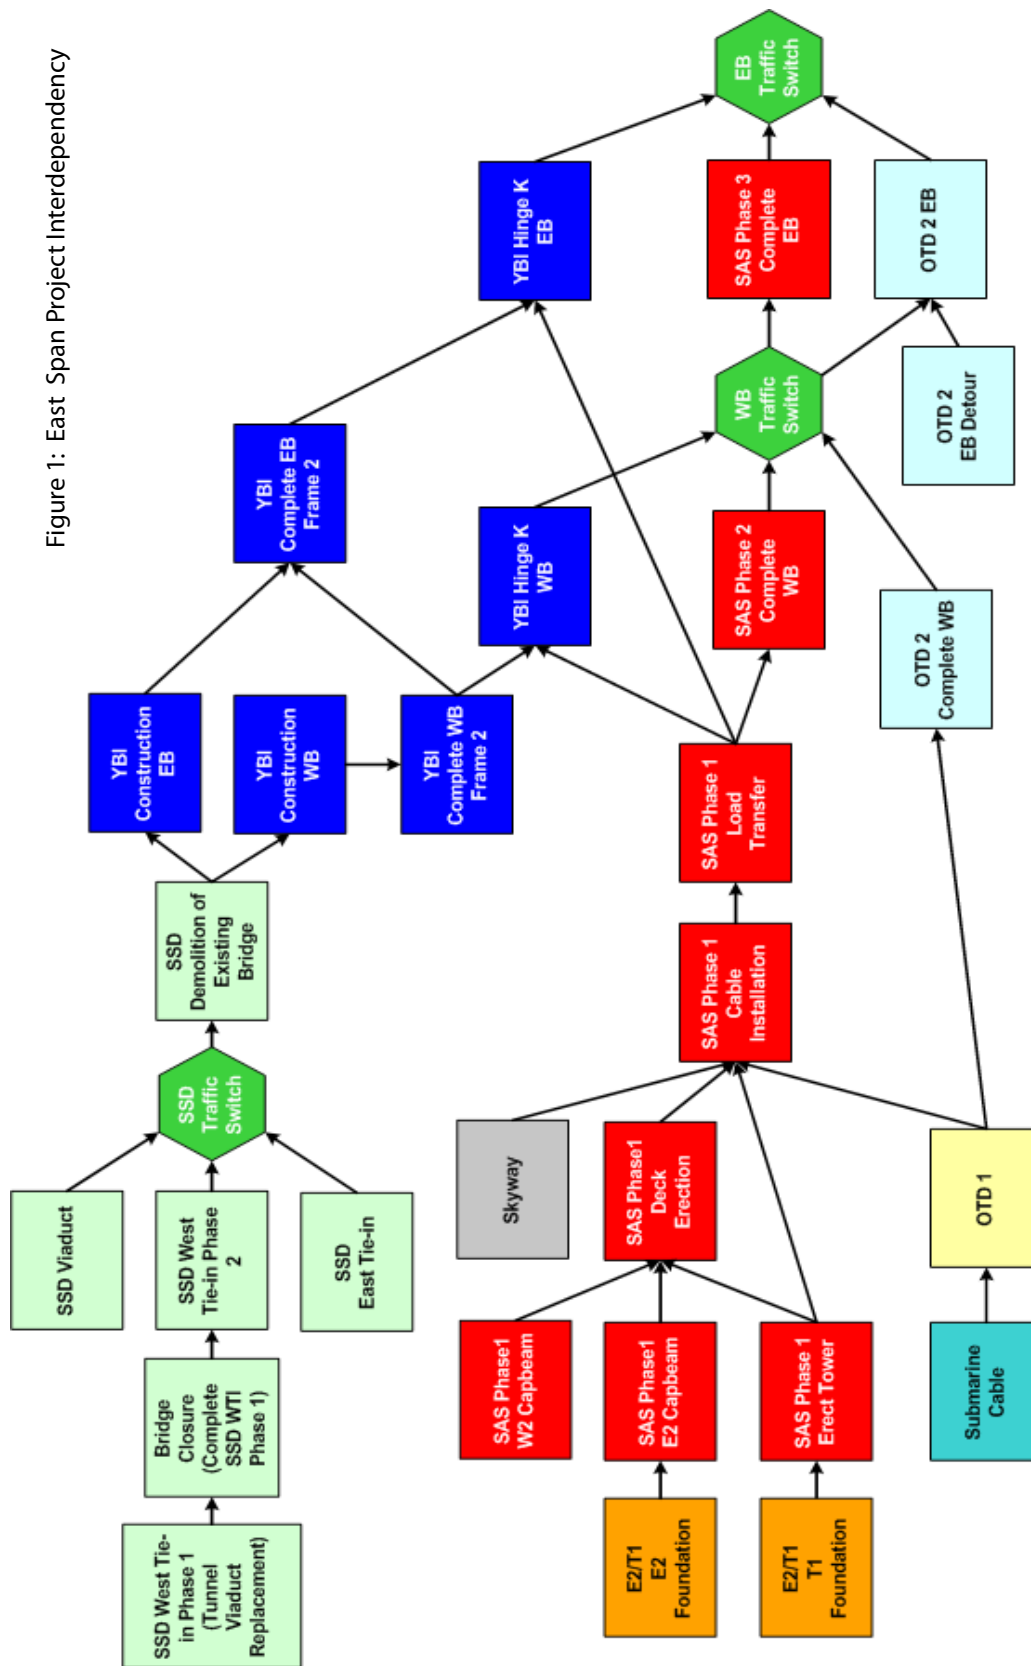 Figure 1: East Span Project Interdependency
SSD West Tie-
in Phase 1
(Tunnel
Viaduct
Replacement)
Bridge
Closure
(Complete
SSD WTI
Phase 1)
SSD Viaduct
SSD West
Tie-in Phase
2
SSD
East Tie-in
SSD
Traffic
Switch
SSD
Demolition of
Existing
Bridge
YBI
Construction
EB
YBI
Construction
WB
YBI
Complete WB
Frame 2
YBI
Complete EB
Frame 2
YBI Hinge K
WB
YBI Hinge K
EB
E2/T1
E2
Foundation
E2/T1
T1
Foundation
SAS Phase1
W2 Capbeam
SAS Phase1
E2 Capbeam
SAS Phase 1
Erect Tower
Submarine
Cable
Skyway
SAS Phase1
Deck
Erection
OTD 1
SAS Phase 1
Cable
Installation
SAS Phase 1
Load
Transfer
SAS Phase 2
Complete
WB
OTD 2
Complete WB
WB
Traffic
Switch
OTD 2
EB Detour
SAS Phase 3
Complete
EB
OTD 2 EB
EB
Traffic
Switch